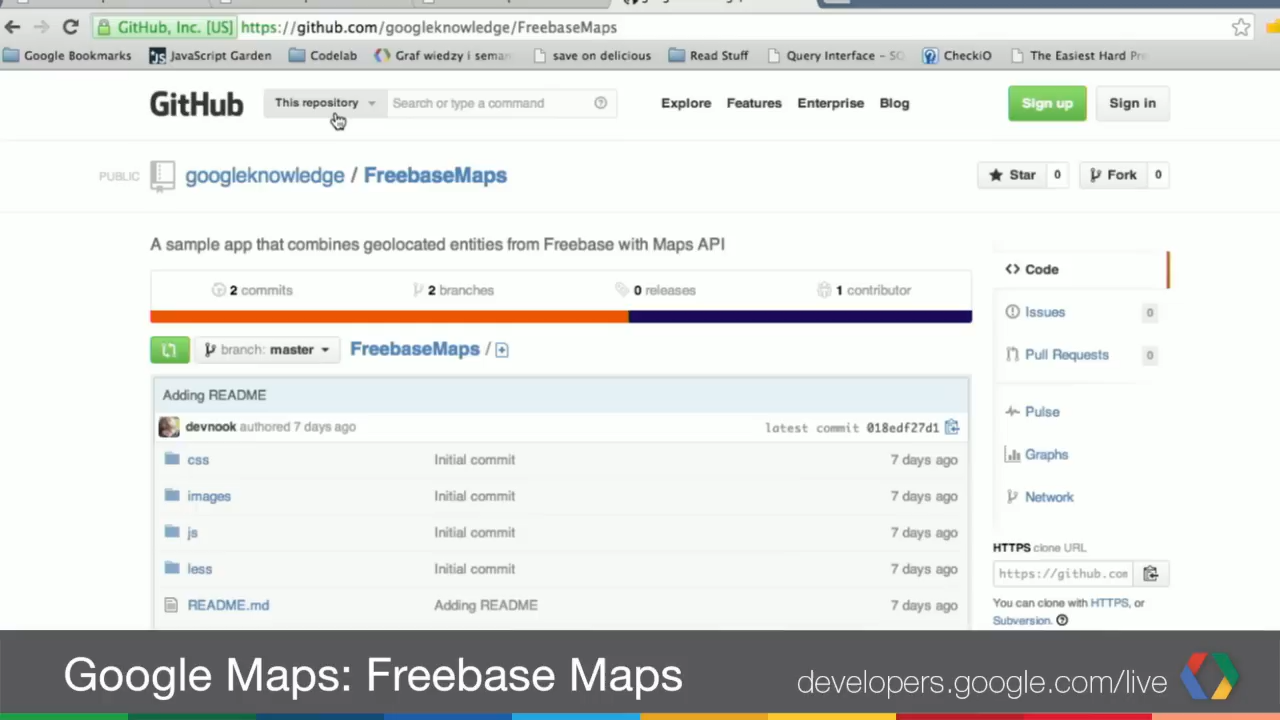 GitHub, Inc. [US] https://github.com/googleknowledge/FreebaseMaps
Google Bookmarks JavaScript Garden Codelab Graf wiedzy i seman save on delicious Read Stuff Query Interface – SQ CheckiO The Easiest Hard Pr
GitHub This repository Search or type a command Explore Features Enterprise Blog Sign up Sign in
PUBLIC googleknowledge / FreebaseMaps Star 0 Fork 0
A sample app that combines geolocated entities from Freebase with Maps API
2 commits 2 branches 0 releases 1 contributor
branch: master FreebaseMaps /
Adding README
devnook authored 7 days ago latest commit 018edf27d1
css Initial commit 7 days ago
images Initial commit 7 days ago
js Initial commit 7 days ago
less Initial commit 7 days ago
README.md Adding README 7 days ago
Code
Issues 0
Pull Requests 0
Pulse
Graphs
Network
HTTPS clone URL
https://github.com
You can clone with HTTPS, or
Subversion.
Google Maps: Freebase Maps
developers.google.com/live